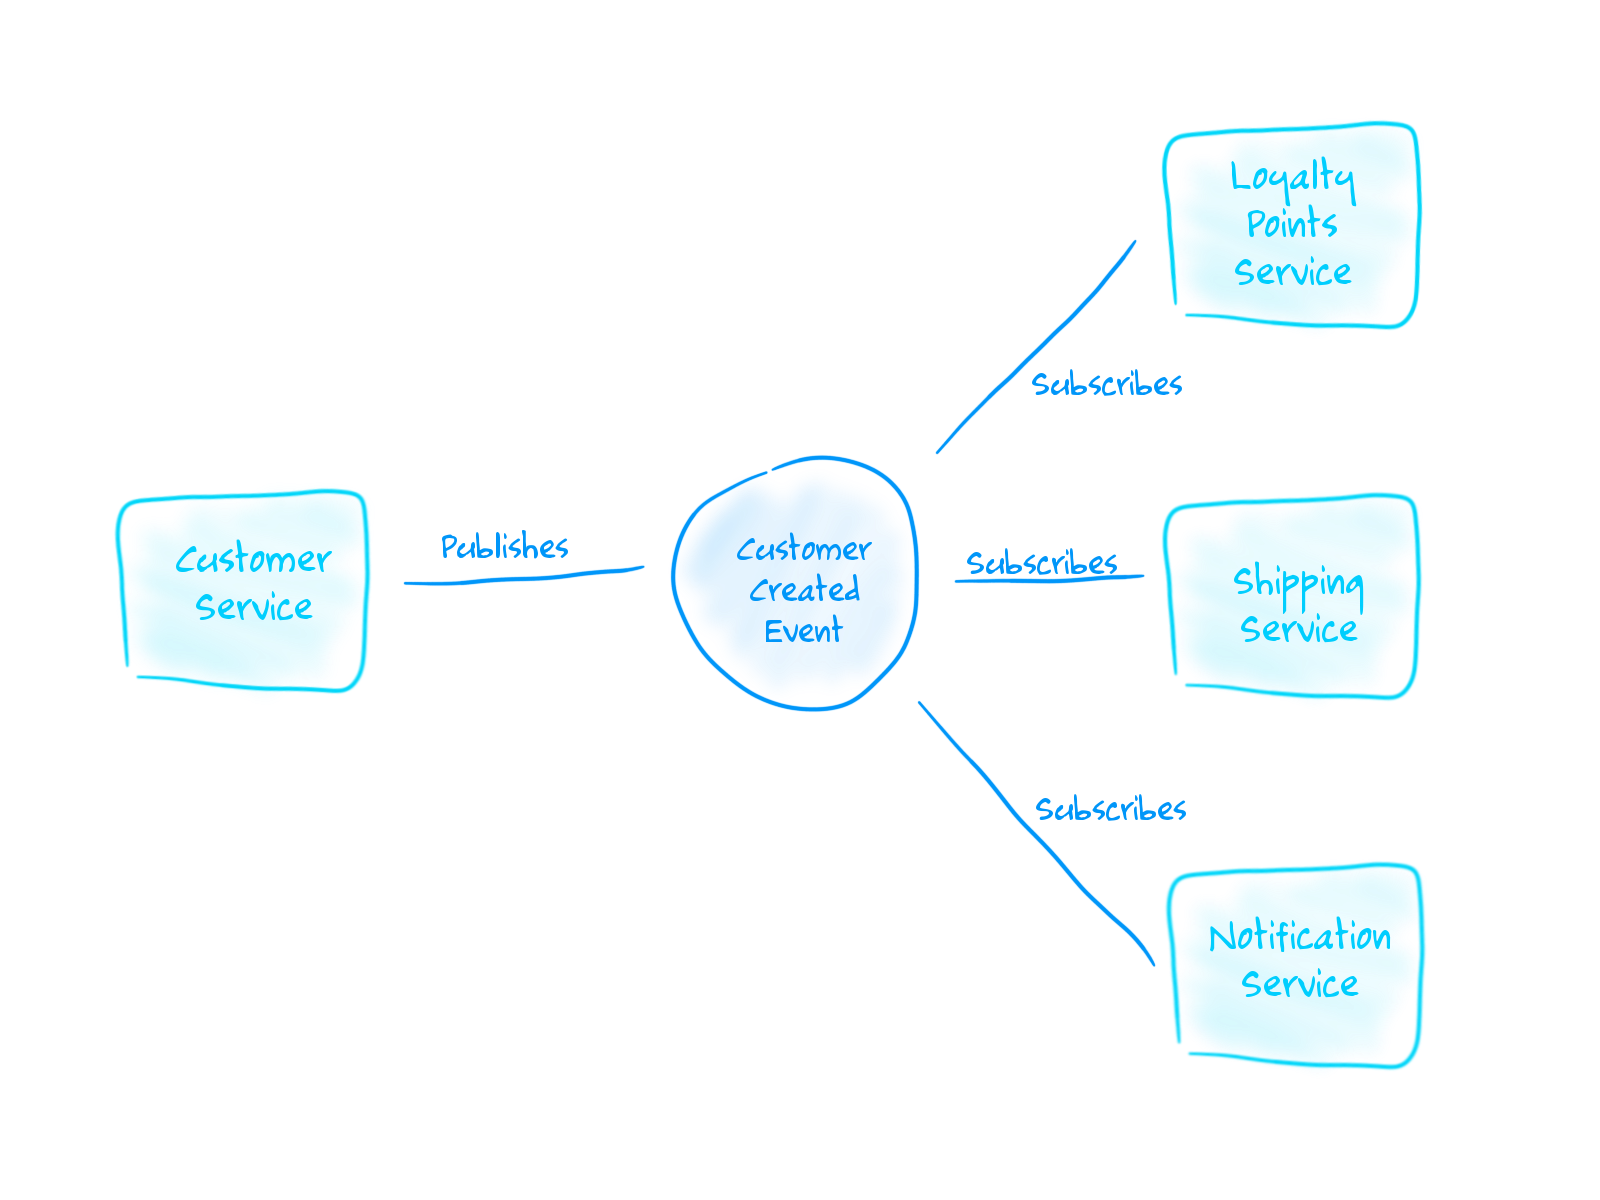 Loyalty
Points
Service
Subscribes
Customer
Service
Publishes
Customer
Created
Event
Subscribes
Shipping
Service
Subscribes
Notification
Service